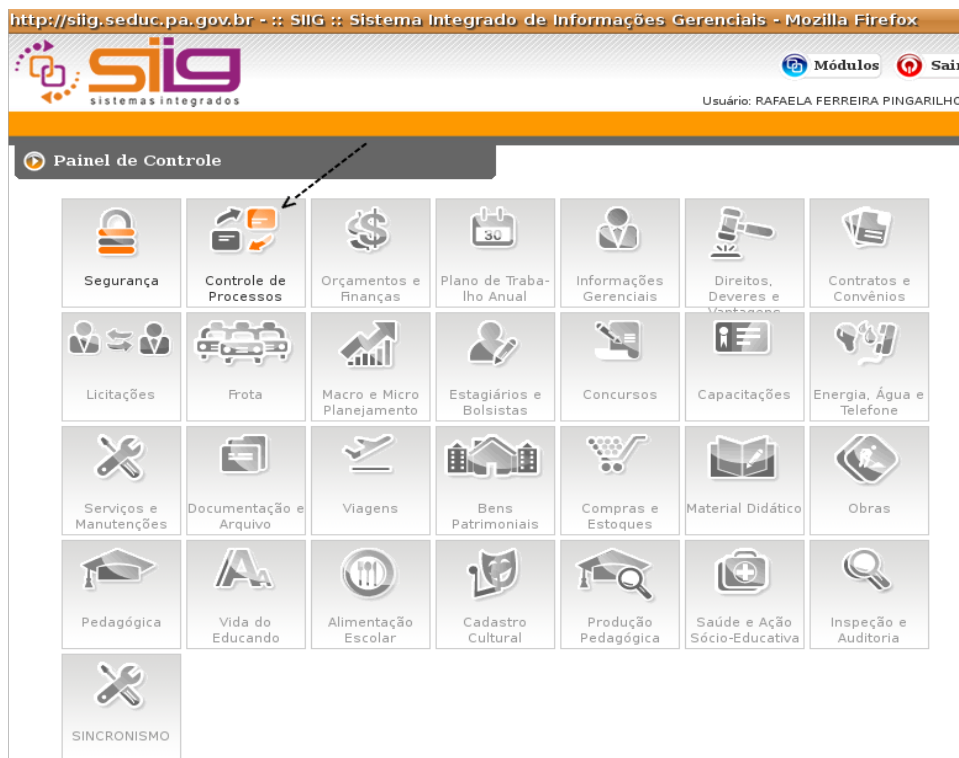 http://siig.seduc.pa.gov.br - :: SIIG :: Sistema Integrado de Informações Gerenciais - Mozilla Firefox
siig
sistemas integrados
Módulos
Sair
Usuário: RAFAELA FERREIRA PINGARILHO
Painel de Controle
Segurança
Controle de
Processos
Orçamentos e
Finanças
30
Plano de Traba-
lho Anual
Informações
Gerenciais
Direitos,
Deveres e
Vantagens
Contratos e
Convênios
Licitações
Frota
Macro e Micro
Planejamento
Estagiários e
Bolsistas
Concursos
Capacitações
Energia, Água e
Telefone
Serviços e
Manutenções
Documentação e
Arquivo
Viagens
Bens
Patrimoniais
Compras e
Estoques
Material Didático
Obras
Pedagógica
Vida do
Educando
Alimentação
Escolar
Cadastro
Cultural
Produção
Pedagógica
Saúde e Ação
Sócio-Educativa
Inspeção e
Auditoria
SINCRONISMO